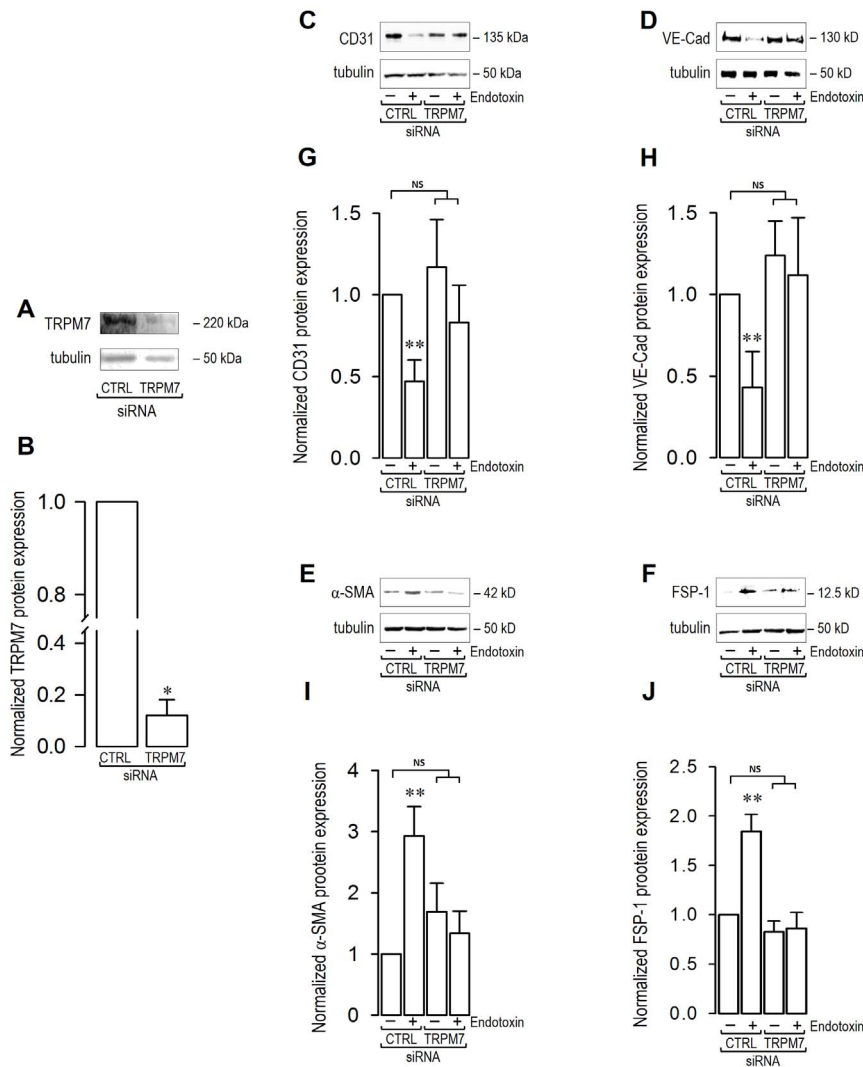 A
TRPM7 – 220 kDa
tubulin – 50 kDa
CTRL TRPM7
siRNA
B
Normalized TRPM7 protein expression
1.0
0.8
0.4
0.2
0.0
*
CTRL TRPM7
siRNA
C
CD31 – 135 kDa
tubulin – 50 kDa
– + – + Endotoxin
CTRL TRPM7
siRNA
D
VE-Cad – 130 kD
tubulin – 50 kD
– + – + Endotoxin
CTRL TRPM7
siRNA
G
Normalized CD31 protein expression
NS
1.5
1.0
0.5
0.0
**
– + – + Endotoxin
CTRL TRPM7
siRNA
H
Normalized VE-Cad protein expression
NS
1.5
1.0
0.5
0.0
**
– + – + Endotoxin
CTRL TRPM7
siRNA
E
α-SMA – 42 kD
tubulin – 50 kD
– + – + Endotoxin
CTRL TRPM7
siRNA
F
FSP-1 – 12.5 kD
tubulin – 50 kD
– + – + Endotoxin
CTRL TRPM7
siRNA
I
Normalized α-SMA prootein expression
NS
4
3
2
1
0
**
– + – + Endotoxin
CTRL TRPM7
siRNA
J
Normalized FSP-1 prootein expression
NS
2.5
2.0
1.5
1.0
0.5
0.0
**
– + – + Endotoxin
CTRL TRPM7
siRNA